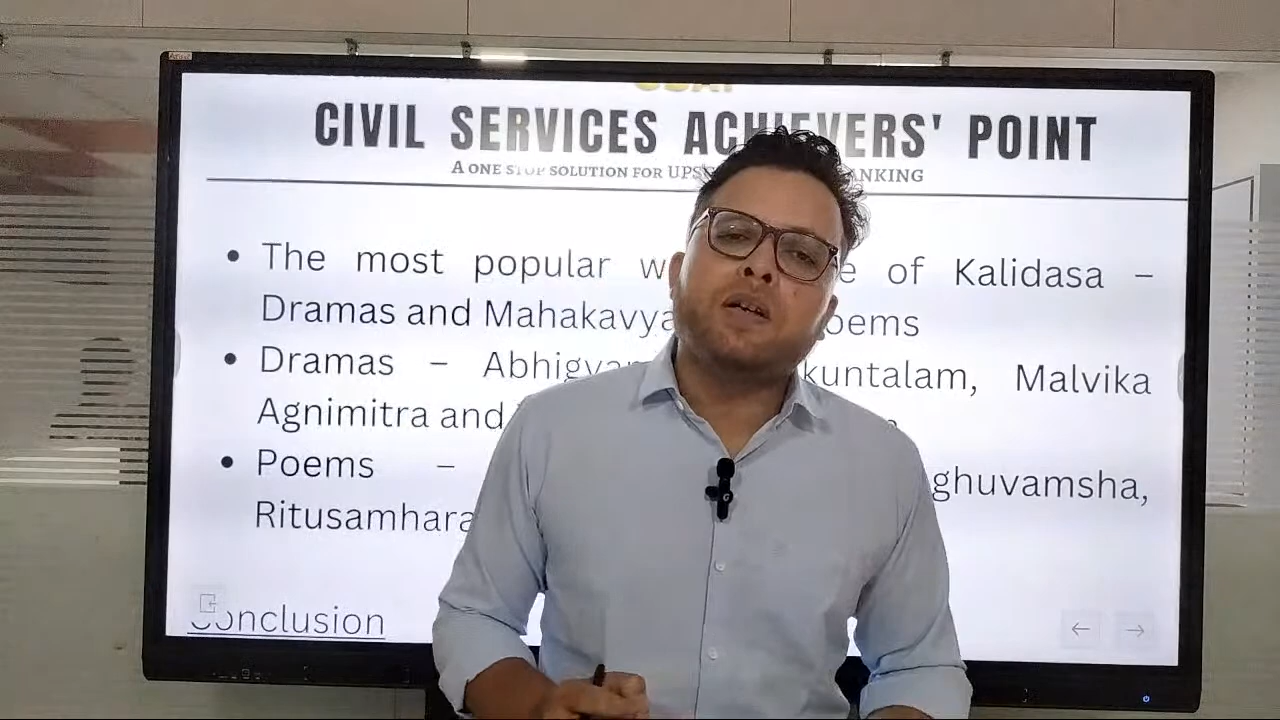 CIVIL SERVICES ACHIEVERS' POINT
A ONE STOP SOLUTION FOR UPS ANKING
• The most popular w e of Kalidasa –
Dramas and Mahakavya oems
• Dramas – Abhigyan kuntalam, Malvika
Agnimitra and
• Poems – ghuvamsha,
Ritusamhara
Conclusion